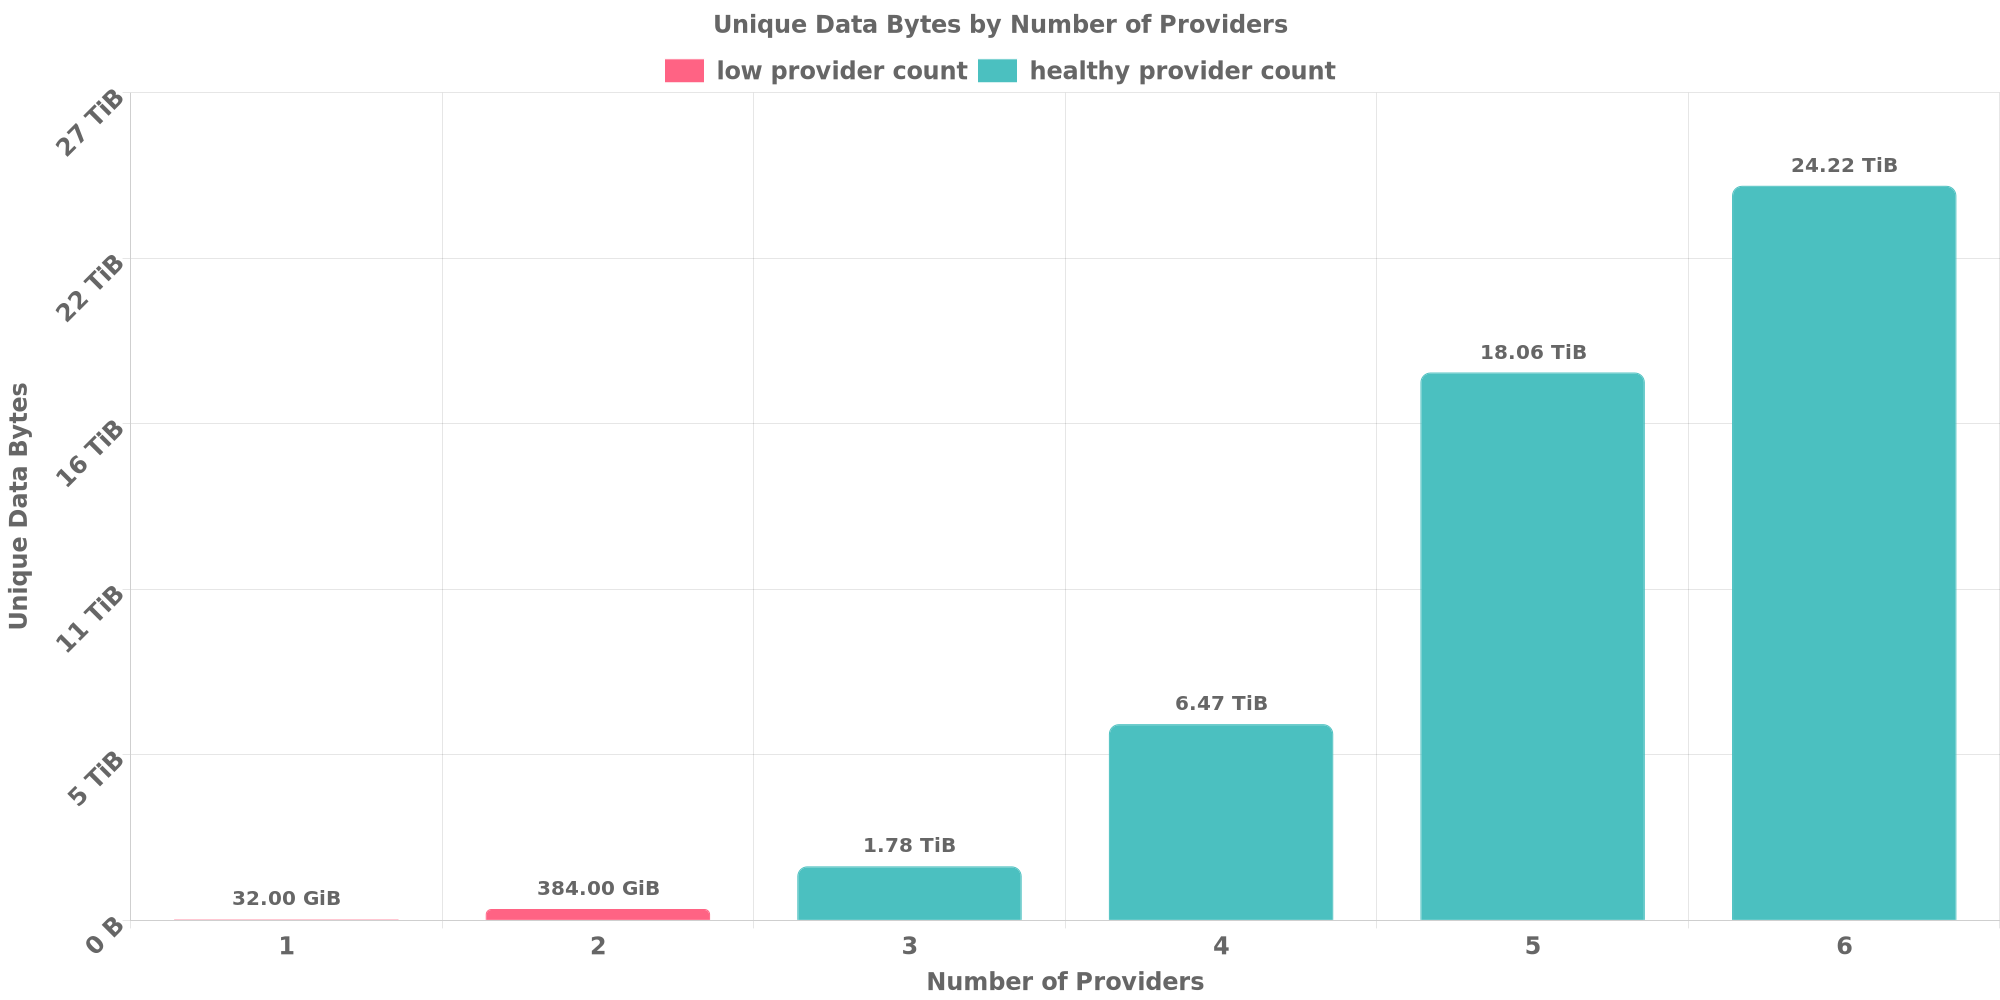 Unique Data Bytes by Number of Providers
low provider count healthy provider count
27 TiB
22 TiB
16 TiB
11 TiB
5 TiB
0 B
Unique Data Bytes
32.00 GiB
384.00 GiB
1.78 TiB
6.47 TiB
18.06 TiB
24.22 TiB
1 2 3 4 5 6
Number of Providers